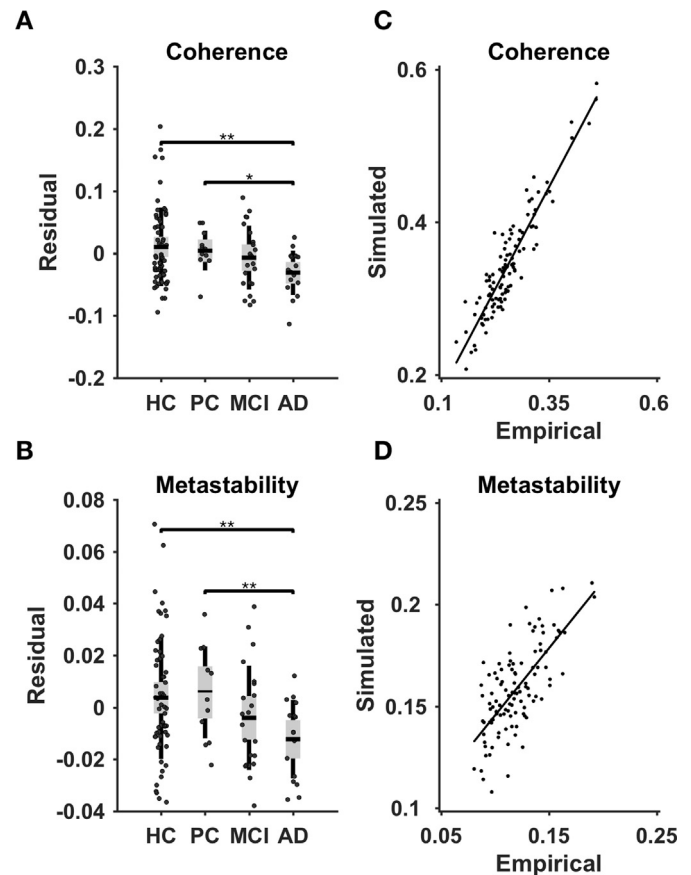 A
Coherence
0.3
0.2
0.1
0
-0.1
-0.2
Residual
**
*
HC PC MCI AD
C
Coherence
0.6
0.4
0.2
Simulated
0.1 0.35 0.6
Empirical
B
Metastability
0.08
0.06
0.04
0.02
0
-0.02
-0.04
Residual
**
**
HC PC MCI AD
D
Metastability
0.25
0.2
0.15
0.1
Simulated
0.05 0.15 0.25
Empirical